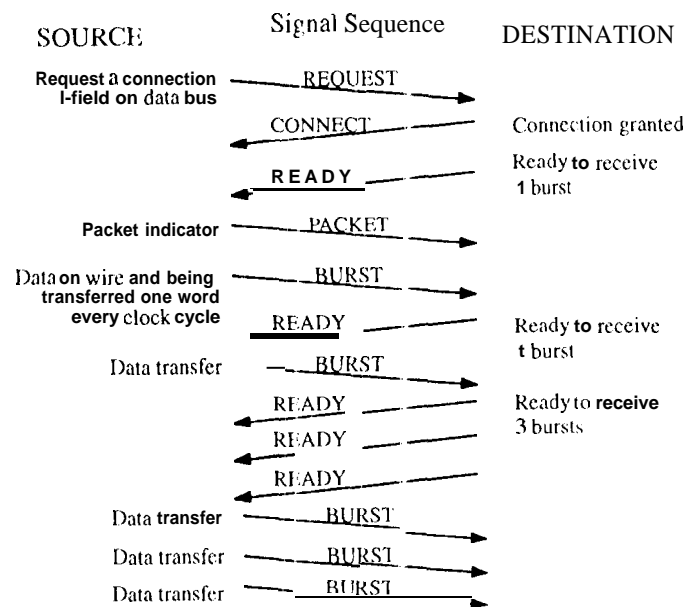 SOURCE Signal Sequence DESTINATION
Request a connection
I-field on data bus
REQUEST
CONNECT Connection granted
READY
Ready to receive
1 burst
Packet indicator PACKET
Data on wire and being
transferred one word
every clock cycle
BURST
READY
Ready to receive
t burst
Data transfer BURST
READY
Ready to receive
3 bursts
READY
READY
Data transfer BURST
Data transfer BURST
Data transfer BURST